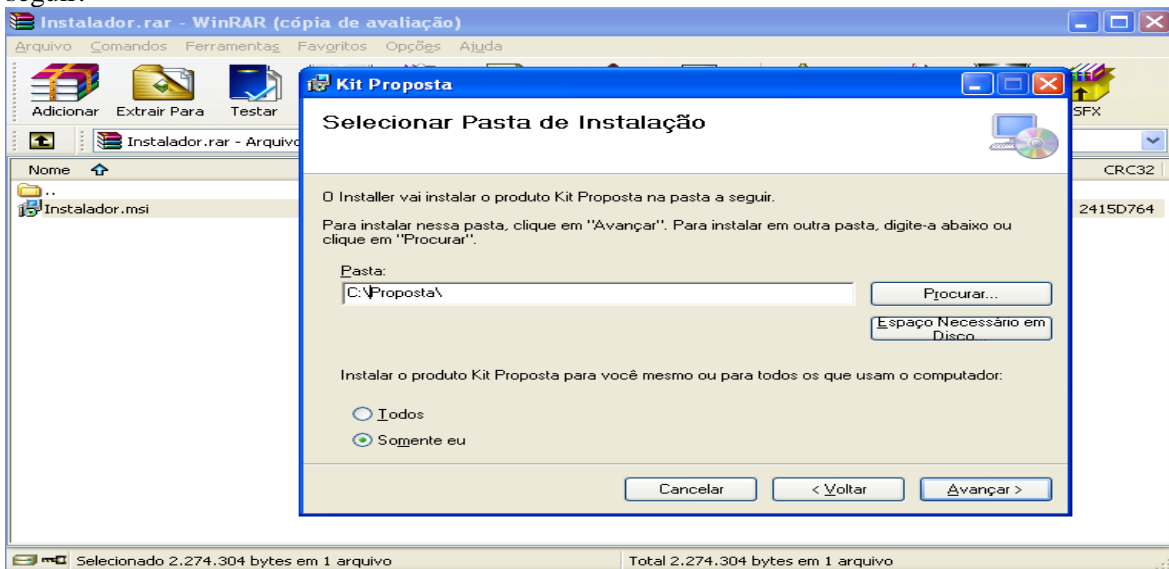 seguir.
Instalador.rar - WinRAR (cópia de avaliação)
Arquivo Comandos Ferramentas Favoritos Opções Ajuda
Adicionar Extrair Para Testar SFX
Instalador.rar - Arquivo
Nome CRC32
..
Instalador.msi 2415D764
Kit Proposta
Selecionar Pasta de Instalação
O Installer vai instalar o produto Kit Proposta na pasta a seguir.
Para instalar nessa pasta, clique em "Avançar". Para instalar em outra pasta, digite-a abaixo ou
clique em "Procurar".
Pasta:
C:\Proposta\
Procurar...
Espaço Necessário em
Disco...
Instalar o produto Kit Proposta para você mesmo ou para todos os que usam o computador:
Todos
Somente eu
Cancelar < Voltar Avançar >
Selecionado 2.274.304 bytes em 1 arquivo Total 2.274.304 bytes em 1 arquivo